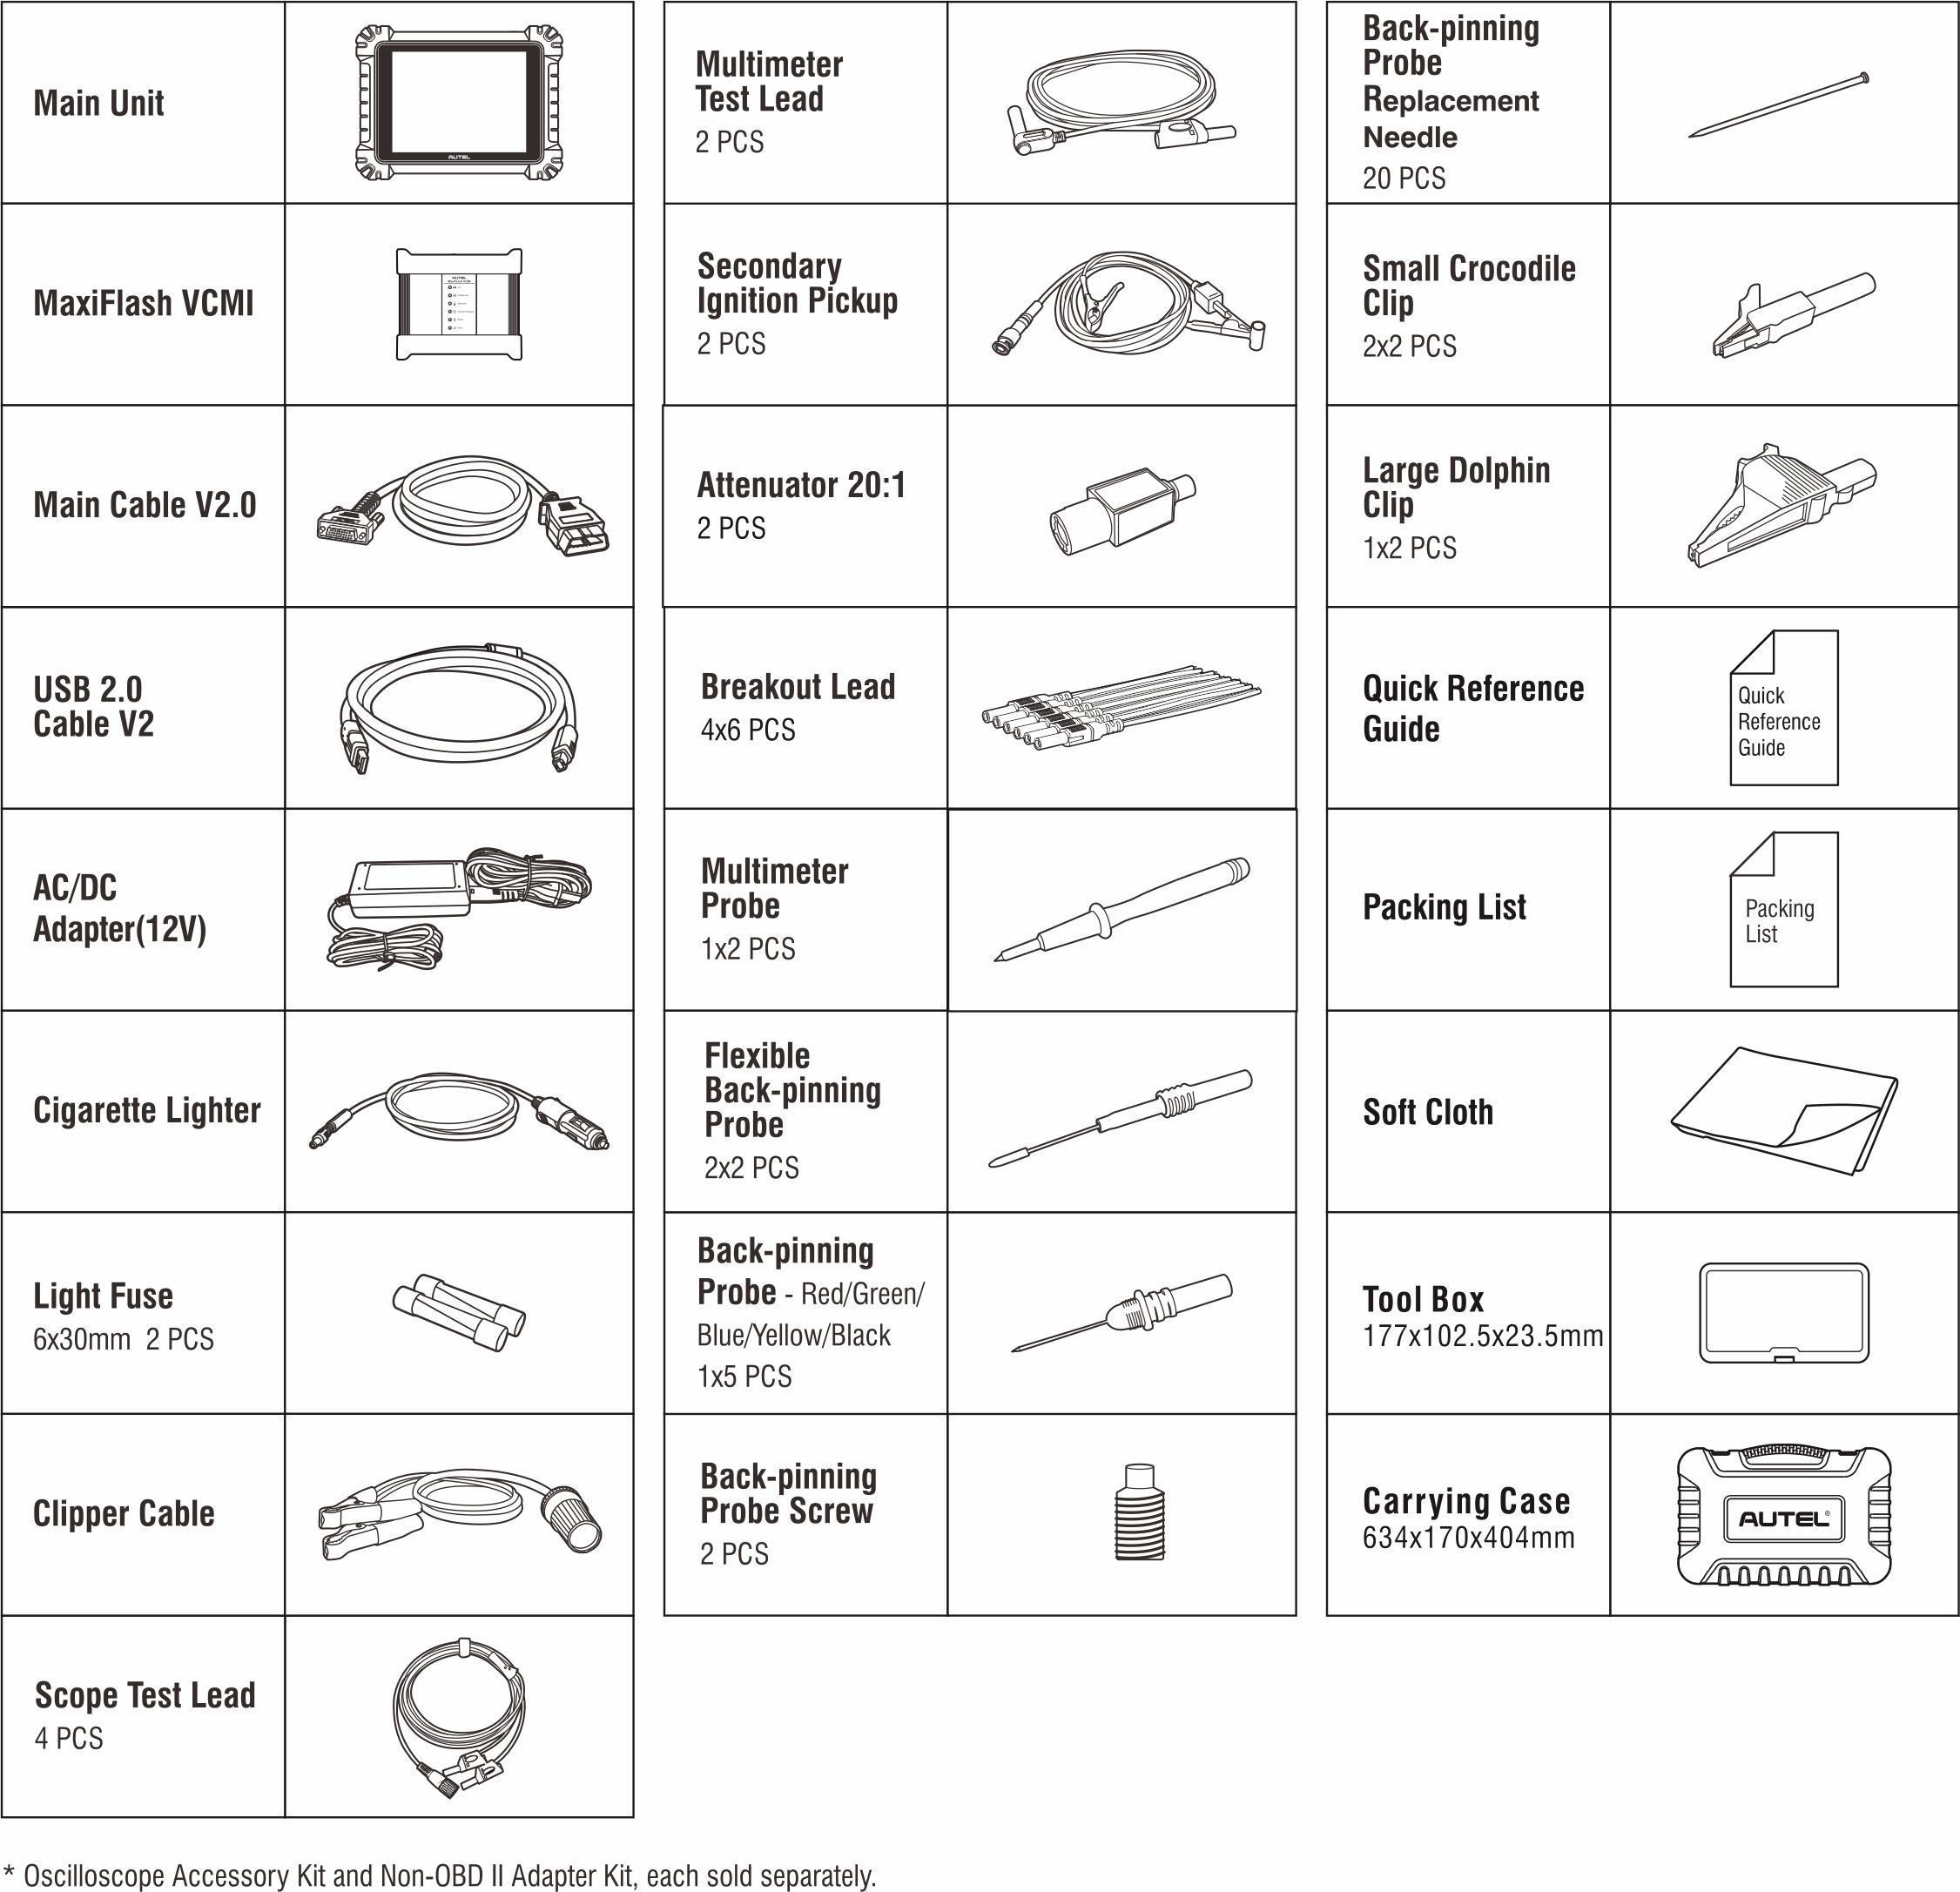 Main Unit
AUTEL
MaxiFlash VCMI
AUTEL
Main Cable V2.0
USB 2.0
Cable V2
AC/DC
Adapter(12V)
Cigarette Lighter
Light Fuse
6x30mm 2 PCS
Clipper Cable
Scope Test Lead
4 PCS
Multimeter
Test Lead
2 PCS
Secondary
Ignition Pickup
2 PCS
Attenuator 20:1
2 PCS
Breakout Lead
4x6 PCS
Multimeter
Probe
1x2 PCS
Flexible
Back-pinning
Probe
2x2 PCS
Back-pinning
Probe - Red/Green/
Blue/Yellow/Black
1x5 PCS
Back-pinning
Probe Screw
2 PCS
Back-pinning
Probe
Replacement
Needle
20 PCS
Small Crocodile
Clip
2x2 PCS
Large Dolphin
Clip
1x2 PCS
Quick Reference
Guide
Quick
Reference
Guide
Packing List
Packing
List
Soft Cloth
Tool Box
177x102.5x23.5mm
Carrying Case
634x170x404mm
AUTEL®
* Oscilloscope Accessory Kit and Non-OBD II Adapter Kit, each sold separately.